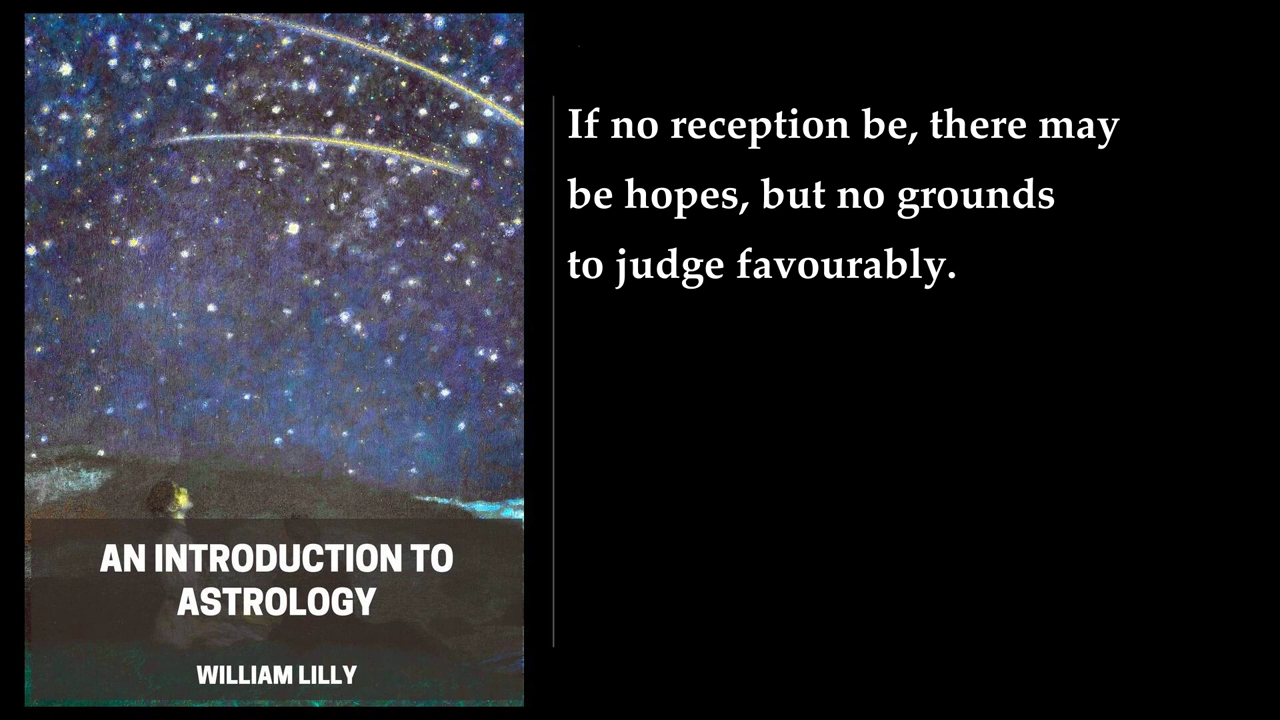 AN INTRODUCTION TO
ASTROLOGY
WILLIAM LILLY
If no reception be, there may
be hopes, but no grounds
to judge favourably.